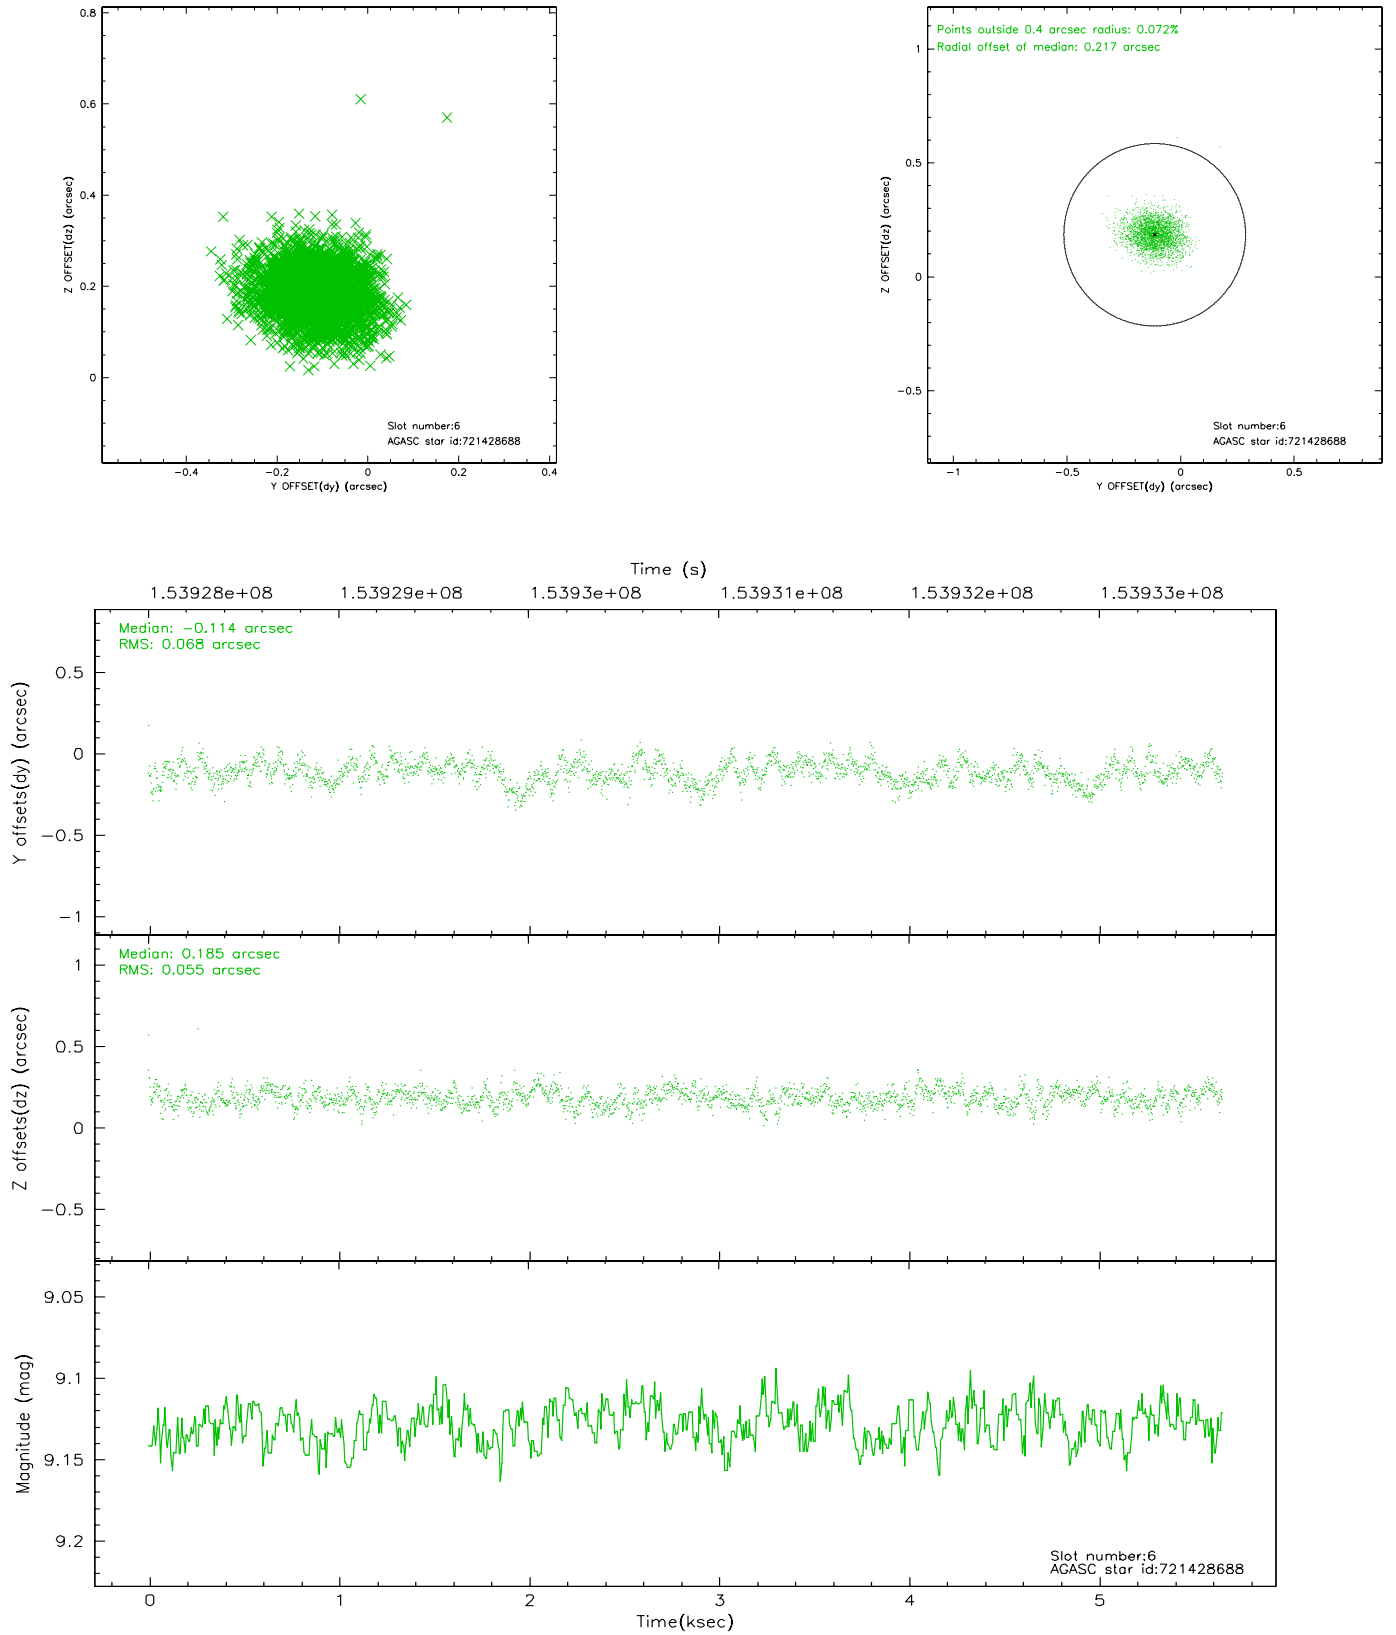 0.8
0.6
0.4
0.2
0
Z OFFSET(dz) (arcsec)
Slot number:6
AGASC star id:721428688
−0.4 −0.2 0 0.2 0.4
Y OFFSET(dy) (arcsec)
Points outside 0.4 arcsec radius: 0.072%
Radial offset of median: 0.217 arcsec
1
0.5
0
−0.5
Z OFFSET(dz) (arcsec)
Slot number:6
AGASC star id:721428688
−1 −0.5 0 0.5
Y OFFSET(dy) (arcsec)
Time (s)
1.53928e+08 1.53929e+08 1.5393e+08 1.53931e+08 1.53932e+08 1.53933e+08
Median: −0.114 arcsec
RMS: 0.068 arcsec
0.5
0
−0.5
−1
Y offsets(dy) (arcsec)
Median: 0.185 arcsec
RMS: 0.055 arcsec
1
0.5
0
−0.5
Z offsets(dz) (arcsec)
9.05
9.1
9.15
9.2
Magnitude (mag)
Slot number:6
AGASC star id:721428688
0 1 2 3 4 5
Time(ksec)